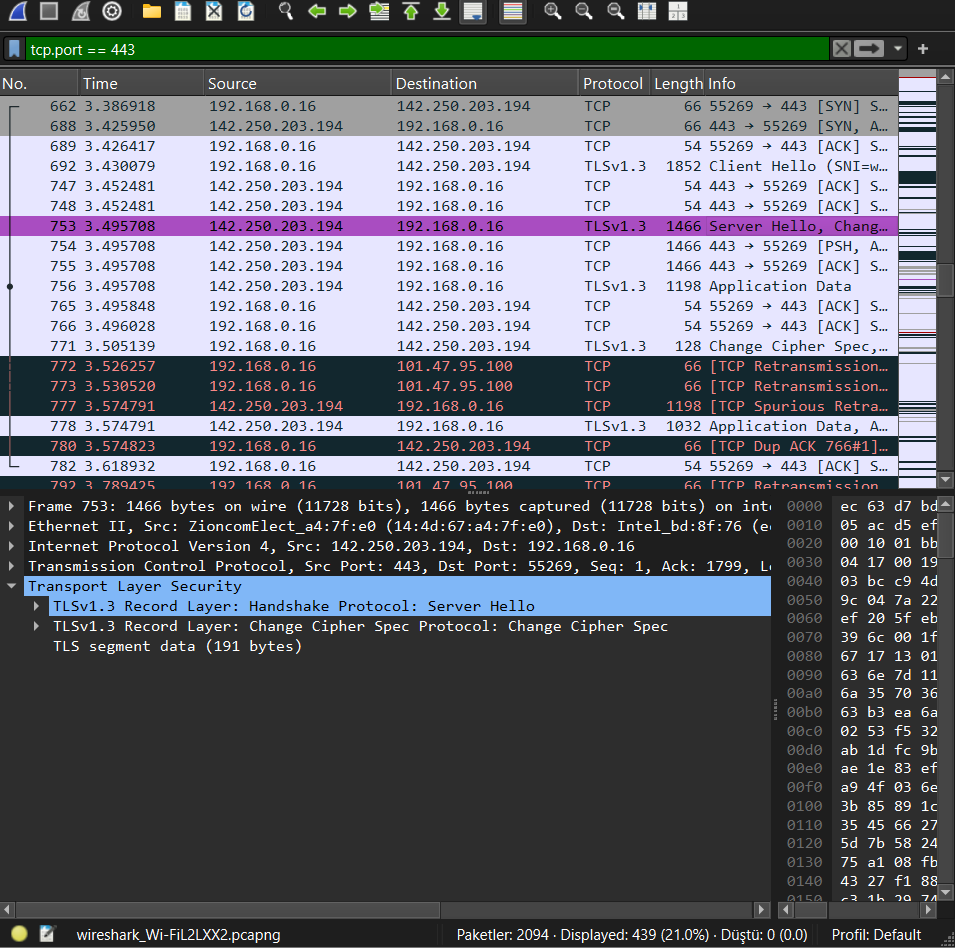 tcp.port == 443
No. Time Source Destination Protocol Length Info
662 3.386918 192.168.0.16 142.250.203.194 TCP 66 55269 → 443 [SYN] S…
688 3.425950 142.250.203.194 192.168.0.16 TCP 66 443 → 55269 [SYN, A…
689 3.426417 192.168.0.16 142.250.203.194 TCP 54 55269 → 443 [ACK] S…
692 3.430079 192.168.0.16 142.250.203.194 TLSv1.3 1852 Client Hello (SNI=w…
747 3.452481 142.250.203.194 192.168.0.16 TCP 54 443 → 55269 [ACK] S…
748 3.452481 142.250.203.194 192.168.0.16 TCP 54 443 → 55269 [ACK] S…
753 3.495708 142.250.203.194 192.168.0.16 TLSv1.3 1466 Server Hello, Chang…
754 3.495708 142.250.203.194 192.168.0.16 TCP 1466 443 → 55269 [PSH, A…
755 3.495708 142.250.203.194 192.168.0.16 TCP 1466 443 → 55269 [ACK] S…
756 3.495708 142.250.203.194 192.168.0.16 TLSv1.3 1198 Application Data
765 3.495848 192.168.0.16 142.250.203.194 TCP 54 55269 → 443 [ACK] S…
766 3.496028 192.168.0.16 142.250.203.194 TCP 54 55269 → 443 [ACK] S…
771 3.505139 192.168.0.16 142.250.203.194 TLSv1.3 128 Change Cipher Spec,…
772 3.526257 192.168.0.16 101.47.95.100 TCP 66 [TCP Retransmission…
773 3.530520 192.168.0.16 101.47.95.100 TCP 66 [TCP Retransmission…
777 3.574791 142.250.203.194 192.168.0.16 TCP 1198 [TCP Spurious Retra…
778 3.574791 142.250.203.194 192.168.0.16 TLSv1.3 1032 Application Data, A…
780 3.574823 192.168.0.16 142.250.203.194 TCP 66 [TCP Dup ACK 766#1]…
782 3.618932 192.168.0.16 142.250.203.194 TCP 54 55269 → 443 [ACK] S…
792 3.789425 192.168.0.16 101.47.95.100 TCP 66 [TCP Retransmission…
Frame 753: 1466 bytes on wire (11728 bits), 1466 bytes captured (11728 bits) on inte
Ethernet II, Src: ZioncomElect_a4:7f:e0 (14:4d:67:a4:7f:e0), Dst: Intel_bd:8f:76 (ec
Internet Protocol Version 4, Src: 142.250.203.194, Dst: 192.168.0.16
Transmission Control Protocol, Src Port: 443, Dst Port: 55269, Seq: 1, Ack: 1799, Le
Transport Layer Security
TLSv1.3 Record Layer: Handshake Protocol: Server Hello
TLSv1.3 Record Layer: Change Cipher Spec Protocol: Change Cipher Spec
TLS segment data (191 bytes)
0000 ec 63 d7 bd
0010 05 ac d5 ef
0020 00 10 01 bb
0030 04 17 00 19
0040 03 bc c9 4d
0050 9c 04 7a 22
0060 ef 20 5f eb
0070 39 6c 00 1f
0080 67 17 13 01
0090 63 6e 7d 11
00a0 6a 35 70 36
00b0 63 b3 ea 6a
00c0 02 53 f5 32
00d0 ab 1d fc 9b
00e0 ae 1e 83 ef
00f0 a9 4f 03 6e
0100 3b 85 89 1c
0110 35 45 66 27
0120 5d 7b 58 24
0130 75 a1 08 fb
0140 43 27 f1 88
0150 c3 1b 29 74
wireshark_Wi-FiL2LXX2.pcapng Paketler: 2094 · Displayed: 439 (21.0%) · Düştü: 0 (0.0) Profil: Default